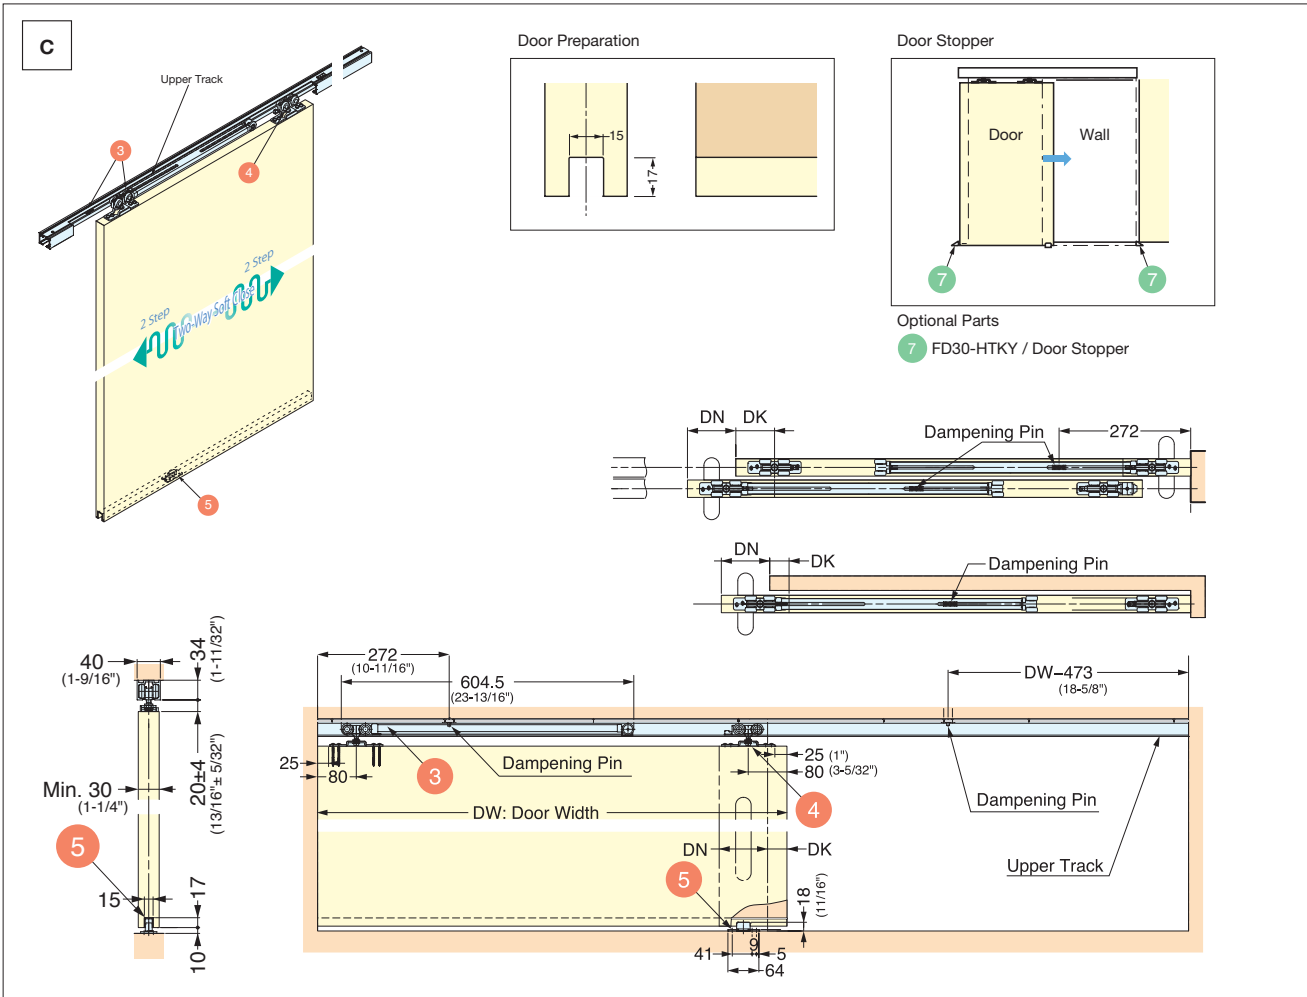 C
Upper Track
3
4
2 Step
Two-Way Soft Close
2 Step
5
Door Preparation
15
17
Door Stopper
Door
Wall
7
7
Optional Parts
7 FD30-HTKY / Door Stopper
DN
DK
Dampening Pin
272
DN
DK
Dampening Pin
40
(1-9/16")
34
(1-11/32")
20±4
(13/16"± 5/32")
Min. 30
(1-1/4")
5
15
17
10
272
(10-11/16")
604.5
(23-13/16")
DW−473
(18-5/8")
25
80
3
Dampening Pin
25 (1")
80 (3-5/32")
4
Dampening Pin
DW: Door Width
DN
DK
Upper Track
5
18
(11/16")
9
41
5
64